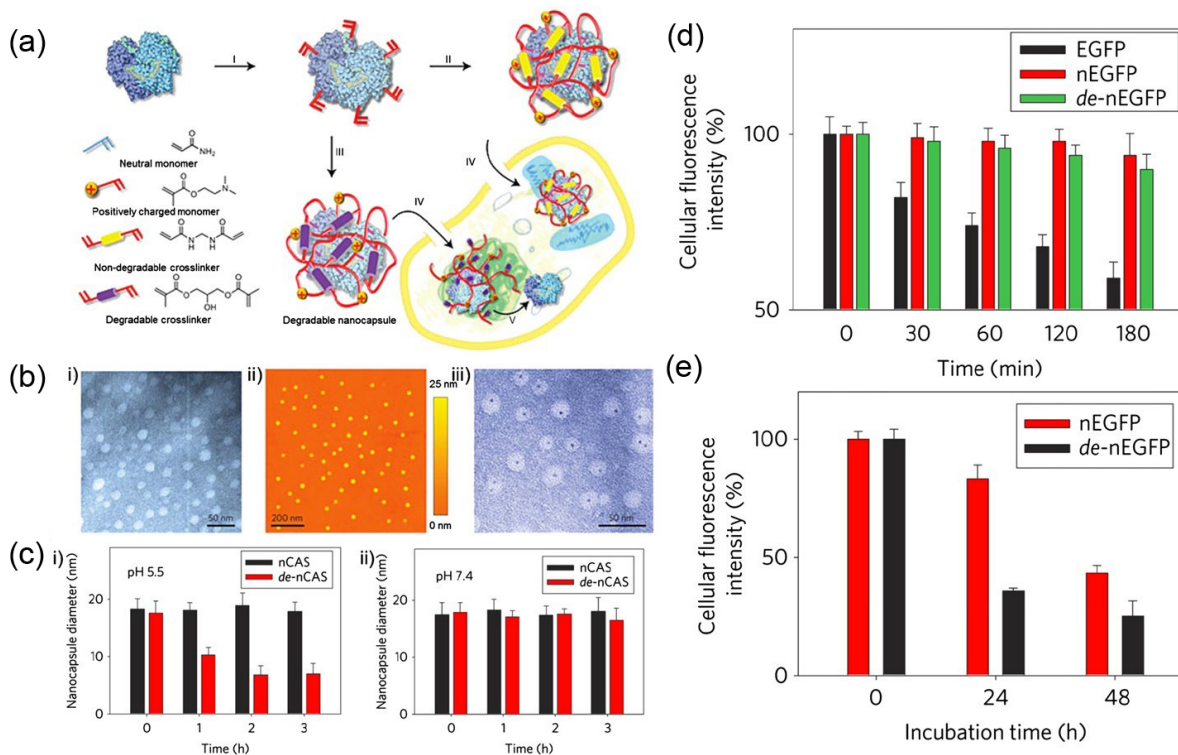 (a)
I
II
III
IV
IV
V
Neutral monomer
NH₂
O
Positively charged monomer
O
O
N
Non-degradable crosslinker
O
O
N
H
N
H
Degradable crosslinker
O
O
OH
O
O
Degradable nanocapsule
(b)
i)
50 nm
ii)
200 nm
25 nm
0 nm
iii)
50 nm
(c)
i)
pH 5.5
nCAS
de-nCAS
Nanocapsule diameter (nm)
20
10
0
0 1 2 3
Time (h)
ii)
pH 7.4
nCAS
de-nCAS
Nanocapsule diameter (nm)
20
10
0
0 1 2 3
Time (h)
(d)
EGFP
nEGFP
de-nEGFP
Cellular fluorescence
intensity (%)
100
50
0 30 60 120 180
Time (min)
(e)
nEGFP
de-nEGFP
Cellular fluorescence
intensity (%)
100
50
0
0 24 48
Incubation time (h)